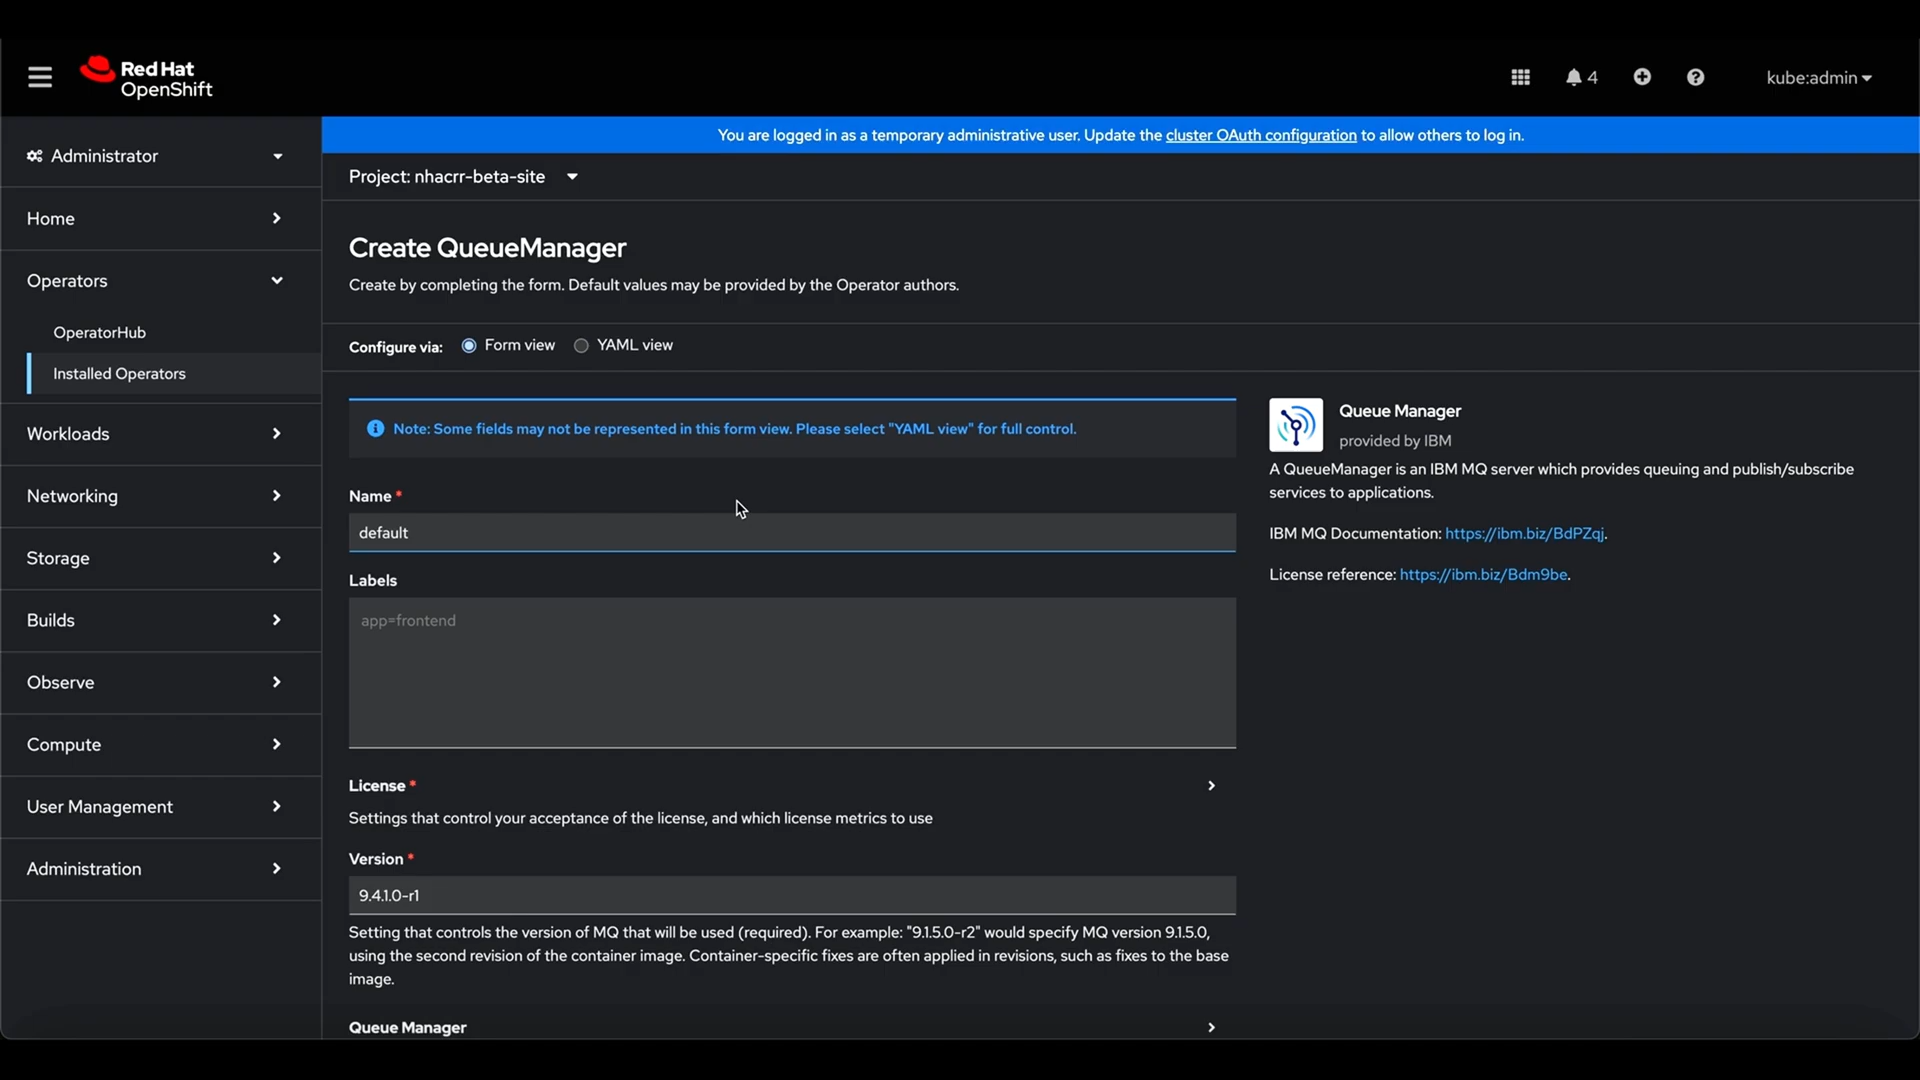 Red Hat
OpenShift
4
kube:admin
You are logged in as a temporary administrative user. Update the cluster OAuth configuration to allow others to log in.
Administrator
Home
Operators
OperatorHub
Installed Operators
Workloads
Networking
Storage
Builds
Observe
Compute
User Management
Administration
Project: nhacrr-beta-site
Create QueueManager
Create by completing the form. Default values may be provided by the Operator authors.
Configure via:
Form view
YAML view
Note: Some fields may not be represented in this form view. Please select "YAML view" for full control.
Name *
default
Labels
app=frontend
License *
Settings that control your acceptance of the license, and which license metrics to use
Version *
9.4.1.0-r1
Setting that controls the version of MQ that will be used (required). For example: "9.1.5.0-r2" would specify MQ version 9.1.5.0,
using the second revision of the container image. Container-specific fixes are often applied in revisions, such as fixes to the base
image.
Queue Manager
Queue Manager
provided by IBM
A QueueManager is an IBM MQ server which provides queuing and publish/subscribe
services to applications.
IBM MQ Documentation: https://ibm.biz/BdPZqj.
License reference: https://ibm.biz/Bdm9be.